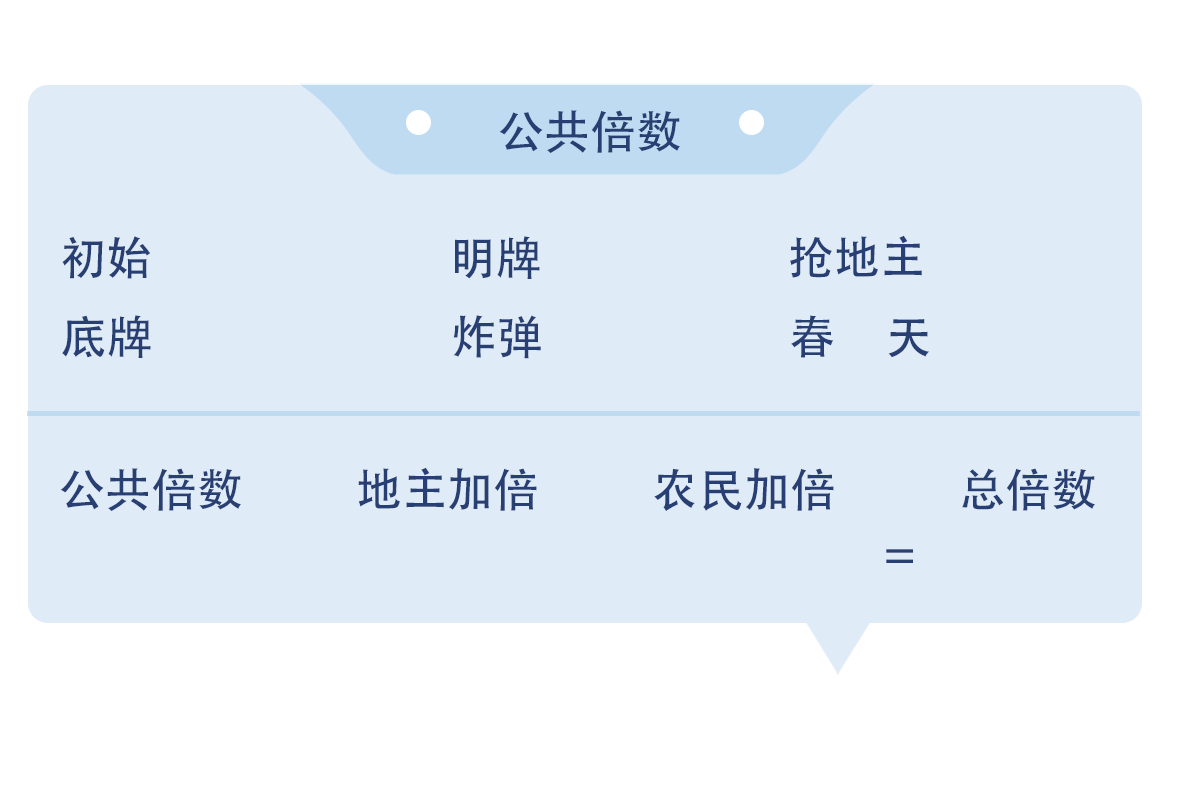 公共倍数
初始 明牌 抢地主
底牌 炸弹 春 天
公共倍数 地主加倍 农民加倍 总倍数
=